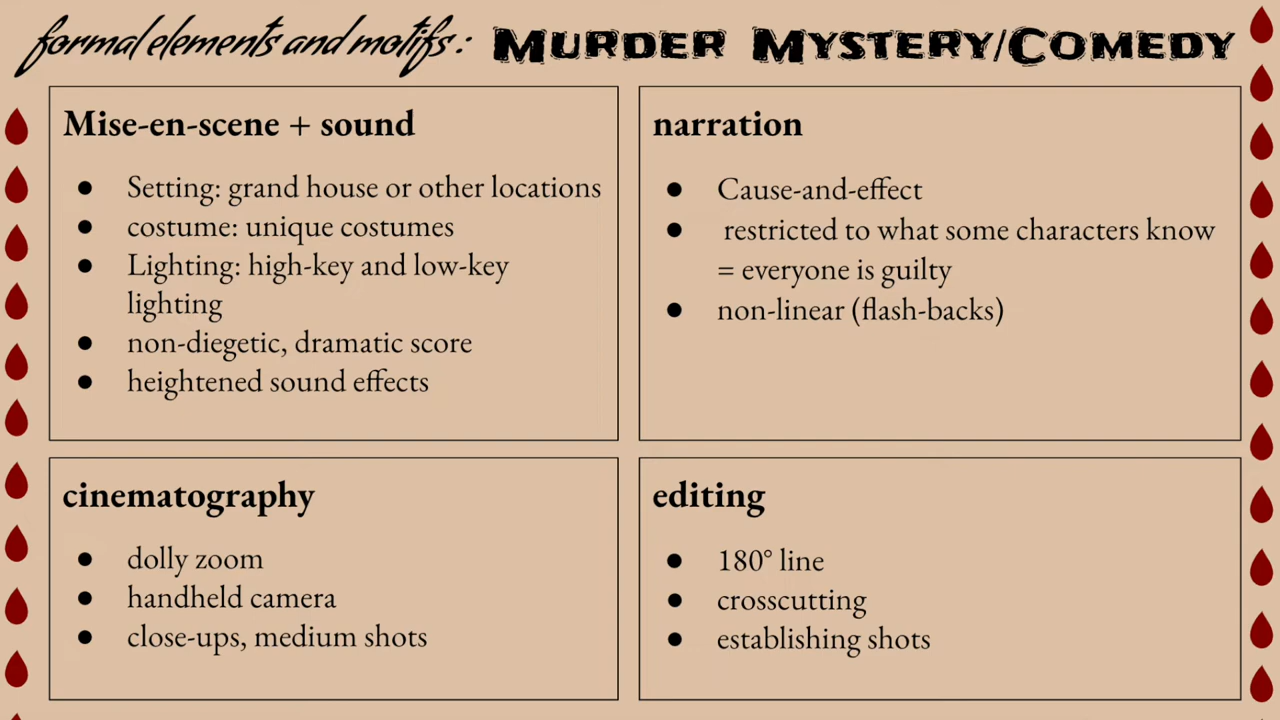 formal elements and motifs: MURDER MYSTERY/COMEDY
Mise-en-scene + sound
● Setting: grand house or other locations
● costume: unique costumes
● Lighting: high-key and low-key
lighting
● non-diegetic, dramatic score
● heightened sound effects
narration
● Cause-and-effect
● restricted to what some characters know
= everyone is guilty
● non-linear (flash-backs)
cinematography
● dolly zoom
● handheld camera
● close-ups, medium shots
editing
● 180° line
● crosscutting
● establishing shots